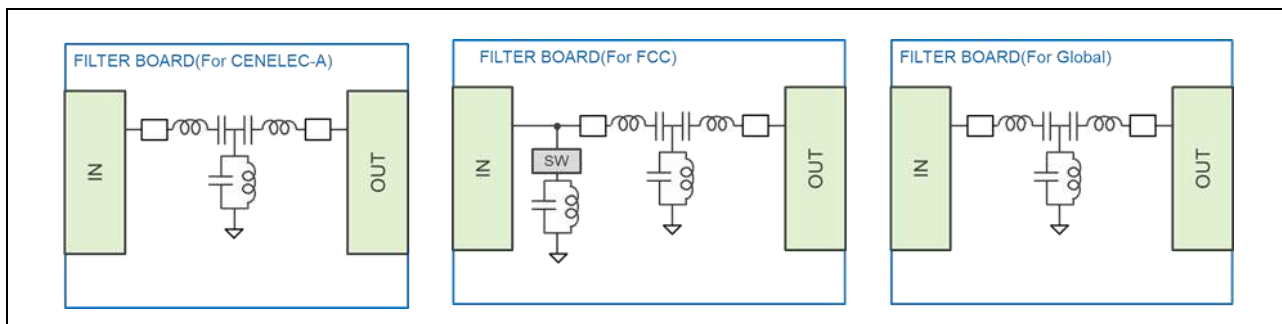 FILTER BOARD(For CENELEC-A)
IN
OUT
FILTER BOARD(For FCC)
IN
SW
OUT
FILTER BOARD(For Global)
IN
OUT